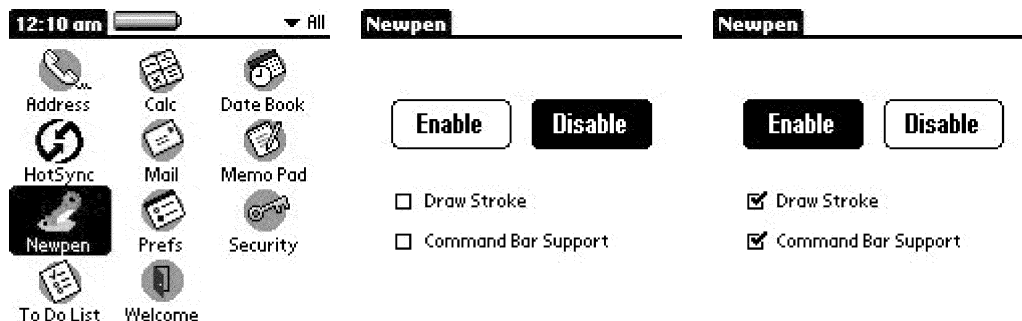 12:10 am
All
Address
Calc
Date Book
HotSync
Mail
Memo Pad
Newpen
Prefs
Security
To Do List
Welcome
Newpen
Enable
Disable
Draw Stroke
Command Bar Support
Newpen
Enable
Disable
Draw Stroke
Command Bar Support